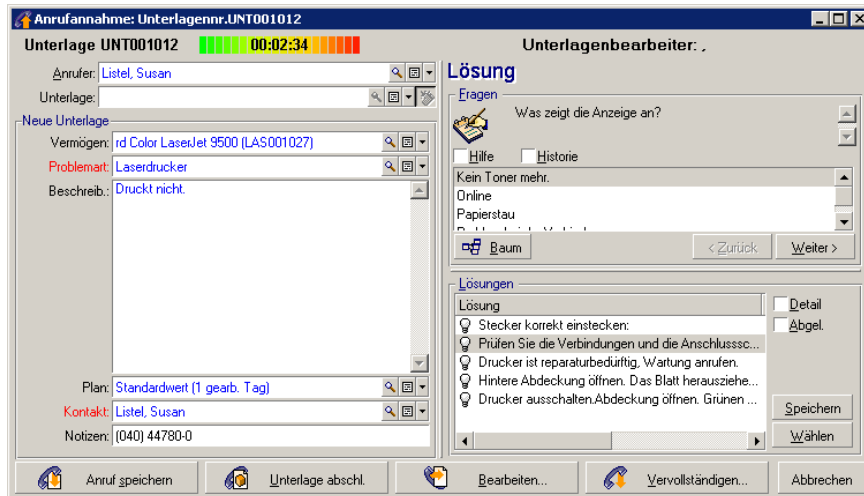 Anrufannahme: Unterlagennr.UNT001012
Unterlage UNT001012 00:02:34 Unterlagenbearbeiter: ,
Anrufer: Listel, Susan
Unterlage:
Neue Unterlage
Vermögen: rd Color LaserJet 9500 (LAS001027)
Problemart: Laserdrucker
Beschreib.: Druckt nicht.
Plan: Standardwert (1 gearb. Tag)
Kontakt: Listel, Susan
Notizen: (040) 44780-0
Lösung
Fragen
Was zeigt die Anzeige an?
Hilfe Historie
Kein Toner mehr.
Online
Papierstau
Baum < Zurück Weiter >
Lösungen
Lösung
Stecker korrekt einstecken:
Prüfen Sie die Verbindungen und die Anschlusssc...
Drucker ist reparaturbedürftig, Wartung anrufen.
Hintere Abdeckung öffnen. Das Blatt herausziehe...
Drucker ausschalten.Abdeckung öffnen. Grünen ...
Detail
Abgel.
Speichern
Wählen
Anruf speichern Unterlage abschl. Bearbeiten... Vervollständigen... Abbrechen